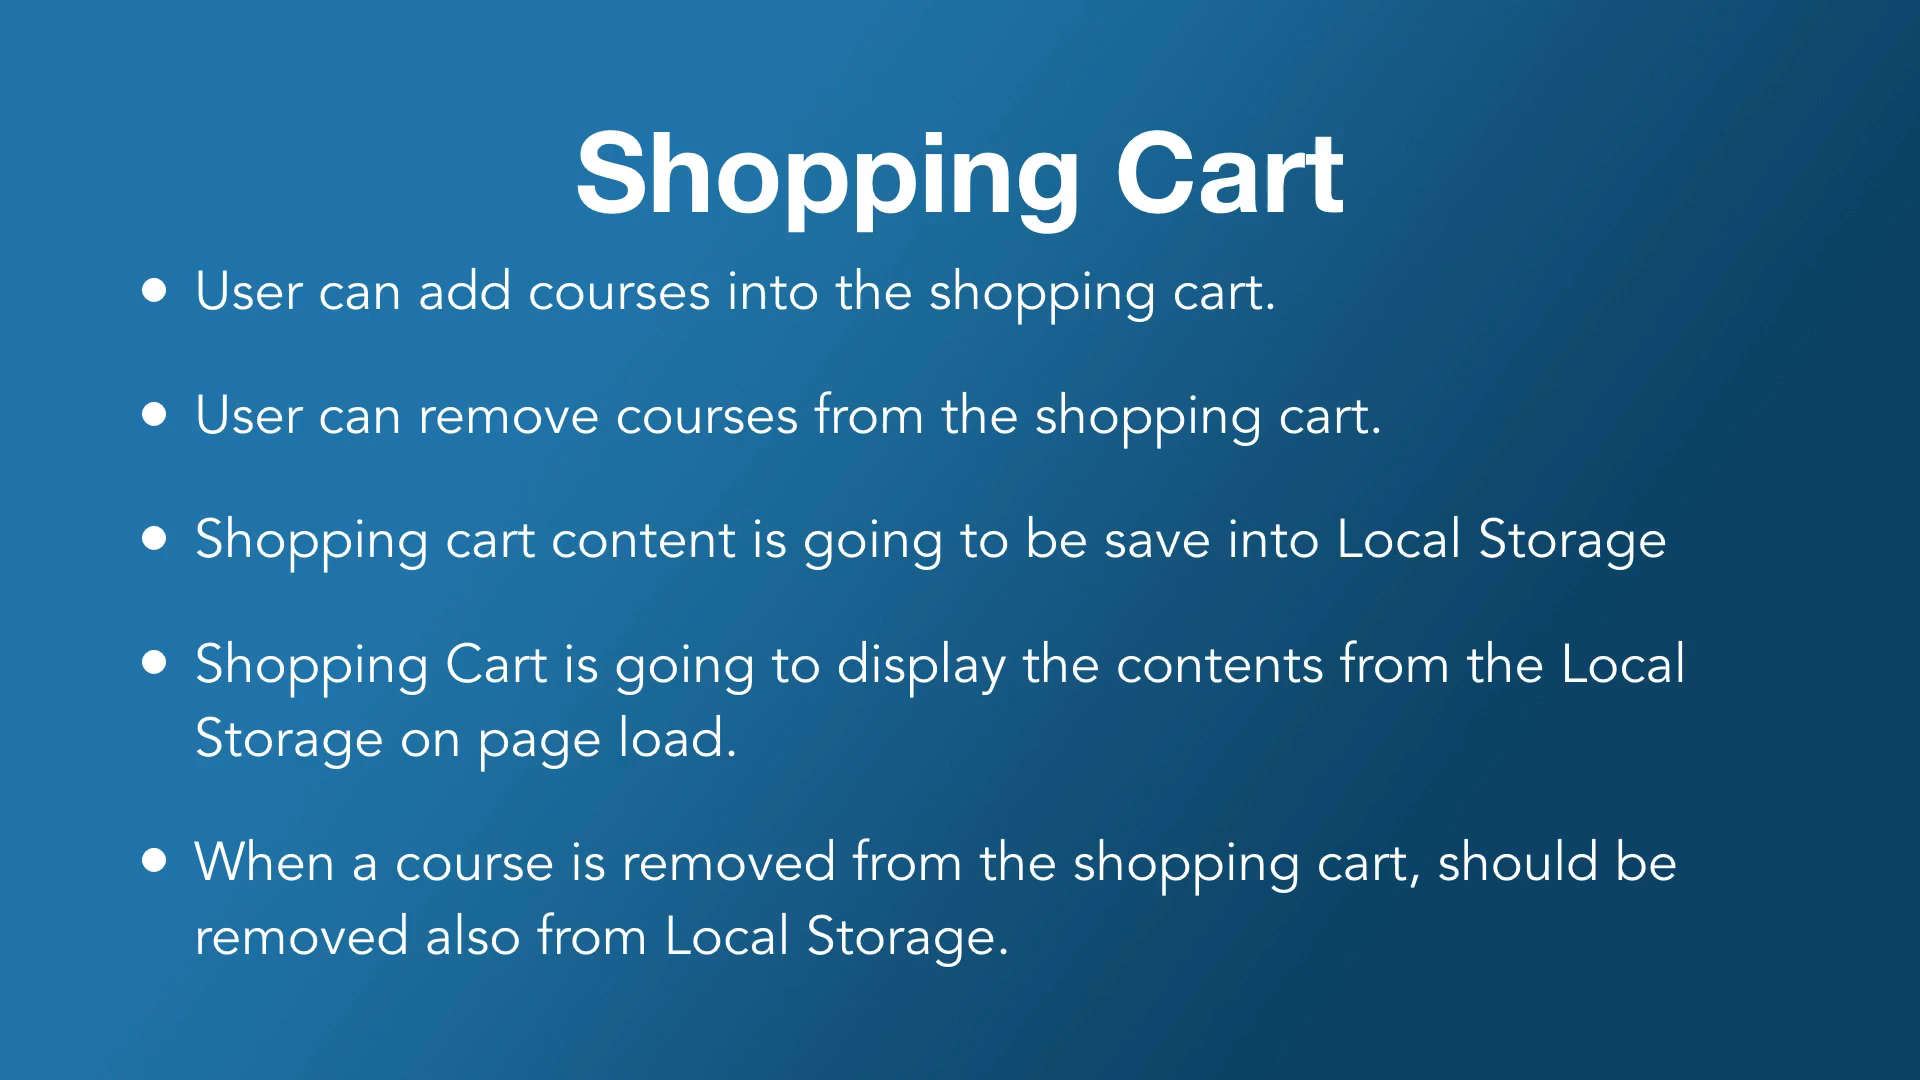 Shopping Cart
• User can add courses into the shopping cart.
• User can remove courses from the shopping cart.
• Shopping cart content is going to be save into Local Storage
• Shopping Cart is going to display the contents from the Local
Storage on page load.
• When a course is removed from the shopping cart, should be
removed also from Local Storage.